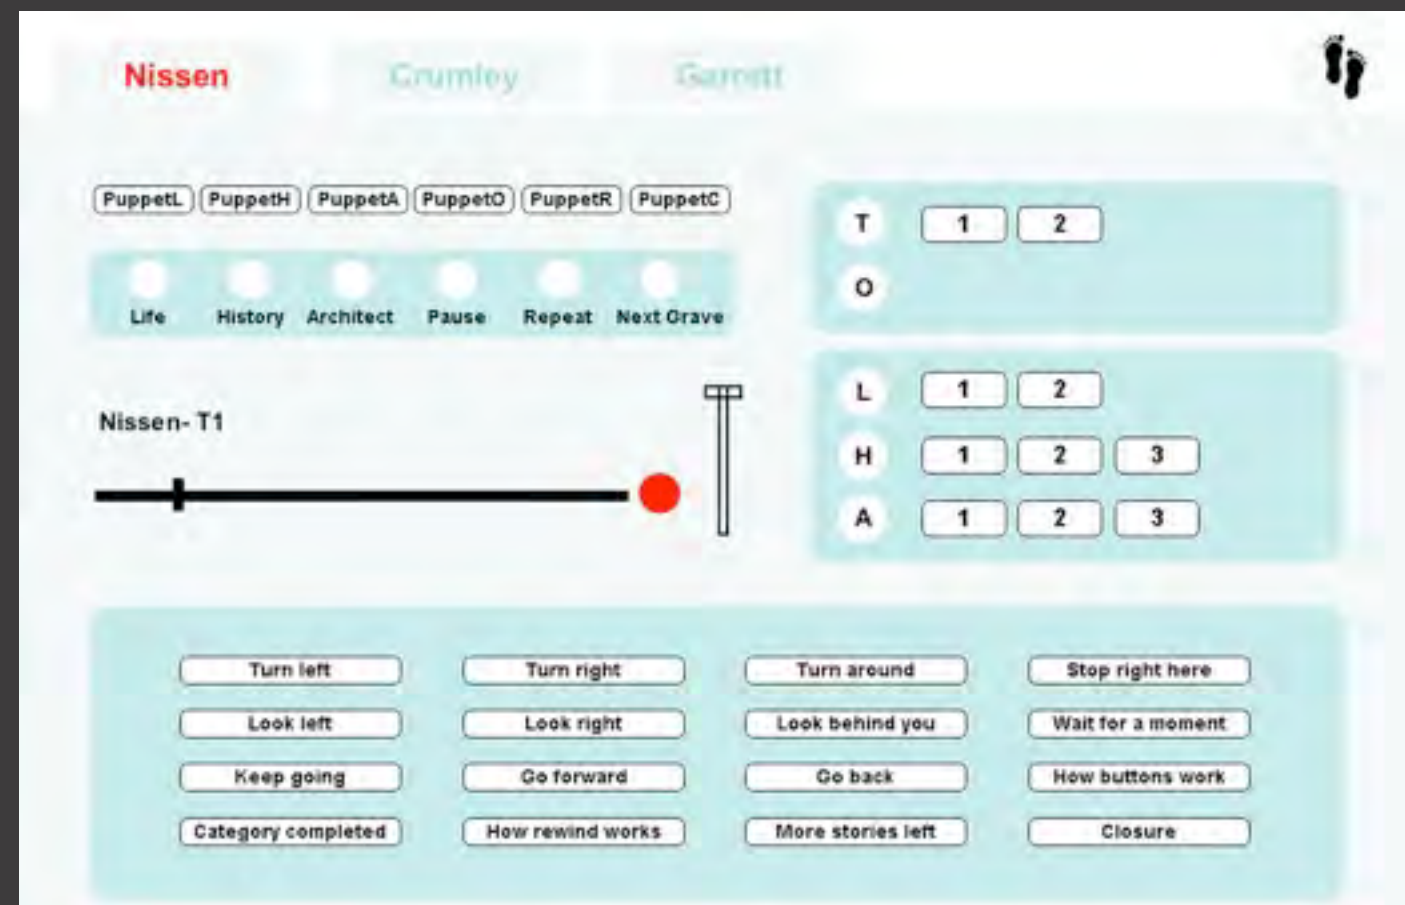 Nissen Crumley Garrett
PuppetL PuppetH PuppetA PuppetO PuppetR PuppetC
Life History Architect Pause Repeat Next Grave
Nissen- T1
T 1 2
O
L 1 2
H 1 2 3
A 1 2 3
Turn left Turn right Turn around Stop right here
Look left Look right Look behind you Wait for a moment
Keep going Go forward Go back How buttons work
Category completed How rewind works More stories left Closure